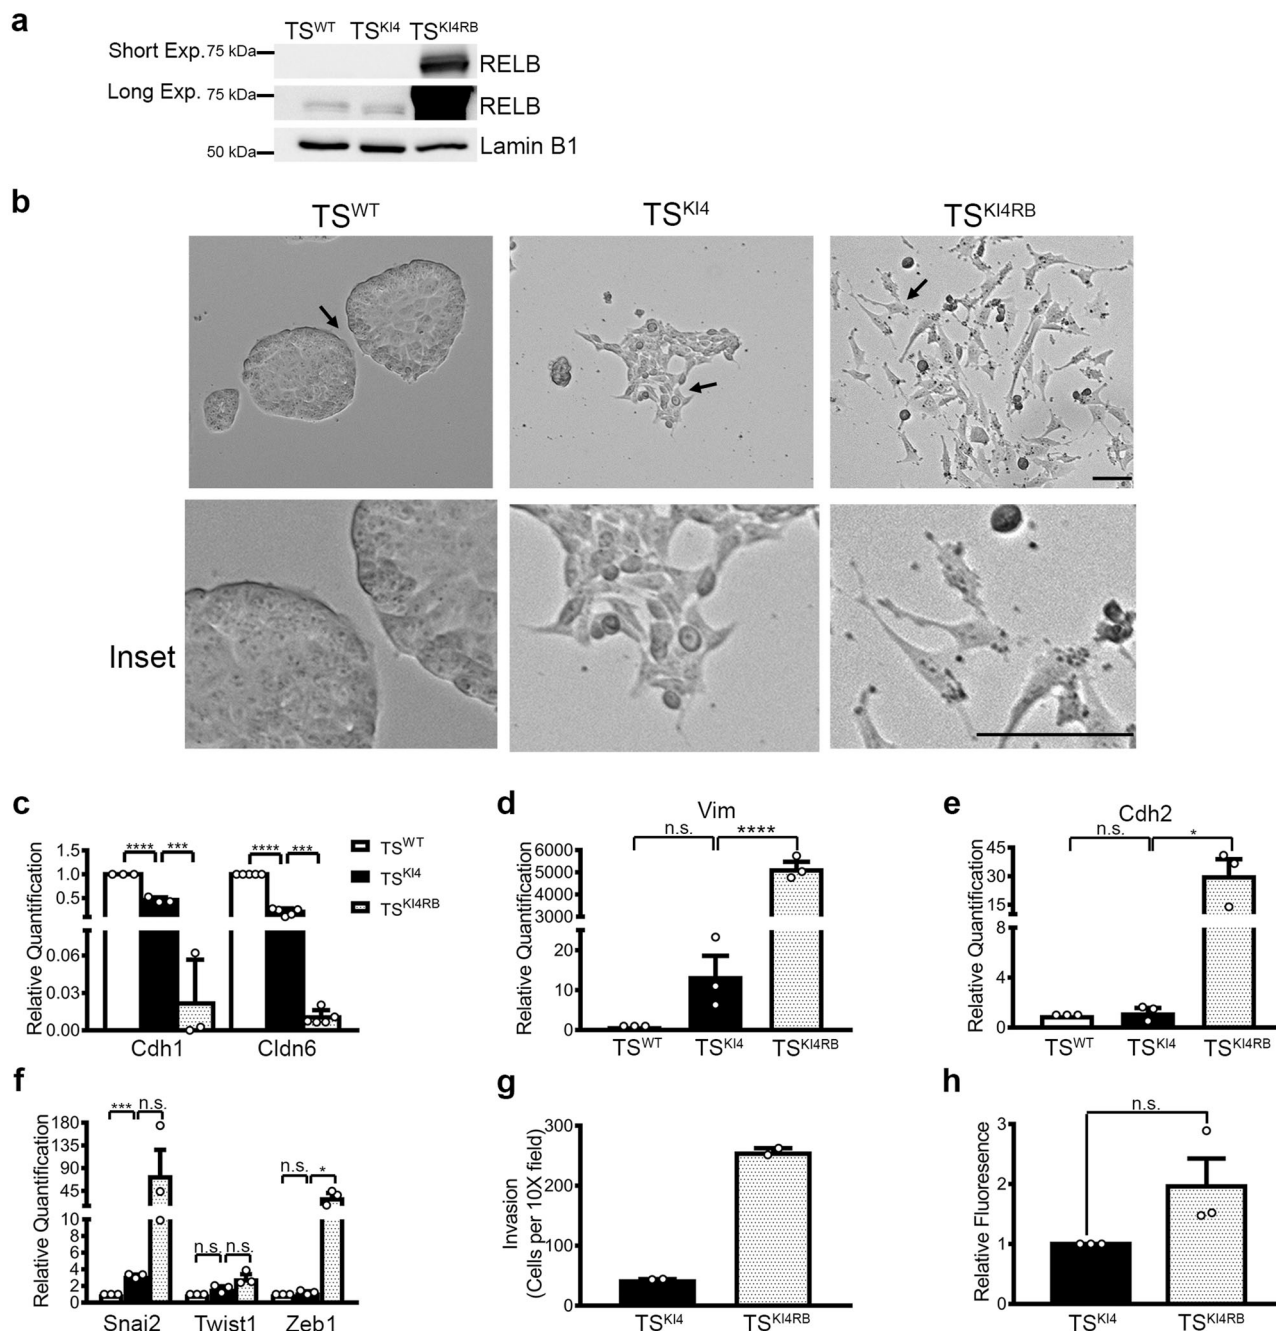 a
TS^WT TS^KI4 TS^KI4RB
Short Exp. 75 kDa RELB
Long Exp. 75 kDa RELB
50 kDa Lamin B1
b
TS^WT TS^KI4 TS^KI4RB
Inset
c
Relative Quantification
1.5
1.0
0.5
0.06
0.03
0.00
**** *** **** ***
Cdh1 Cldn6
TS^WT
TS^KI4
TS^KI4RB
d
Vim
n.s. ****
Relative Quantification
6000
5000
4000
3000
20
10
0
TS^WT TS^KI4 TS^KI4RB
e
Cdh2
n.s. *
Relative Quantification
45
30
15
8
4
0
TS^WT TS^KI4 TS^KI4RB
f
Relative Quantification
180
135
90
45
10
8
6
4
2
0
*** n.s.
n.s. n.s.
n.s. *
Snai2 Twist1 Zeb1
g
Invasion
(Cells per 10X field)
300
200
100
0
TS^KI4 TS^KI4RB
h
n.s.
Relative Fluoresence
3
2
1
0
TS^KI4 TS^KI4RB